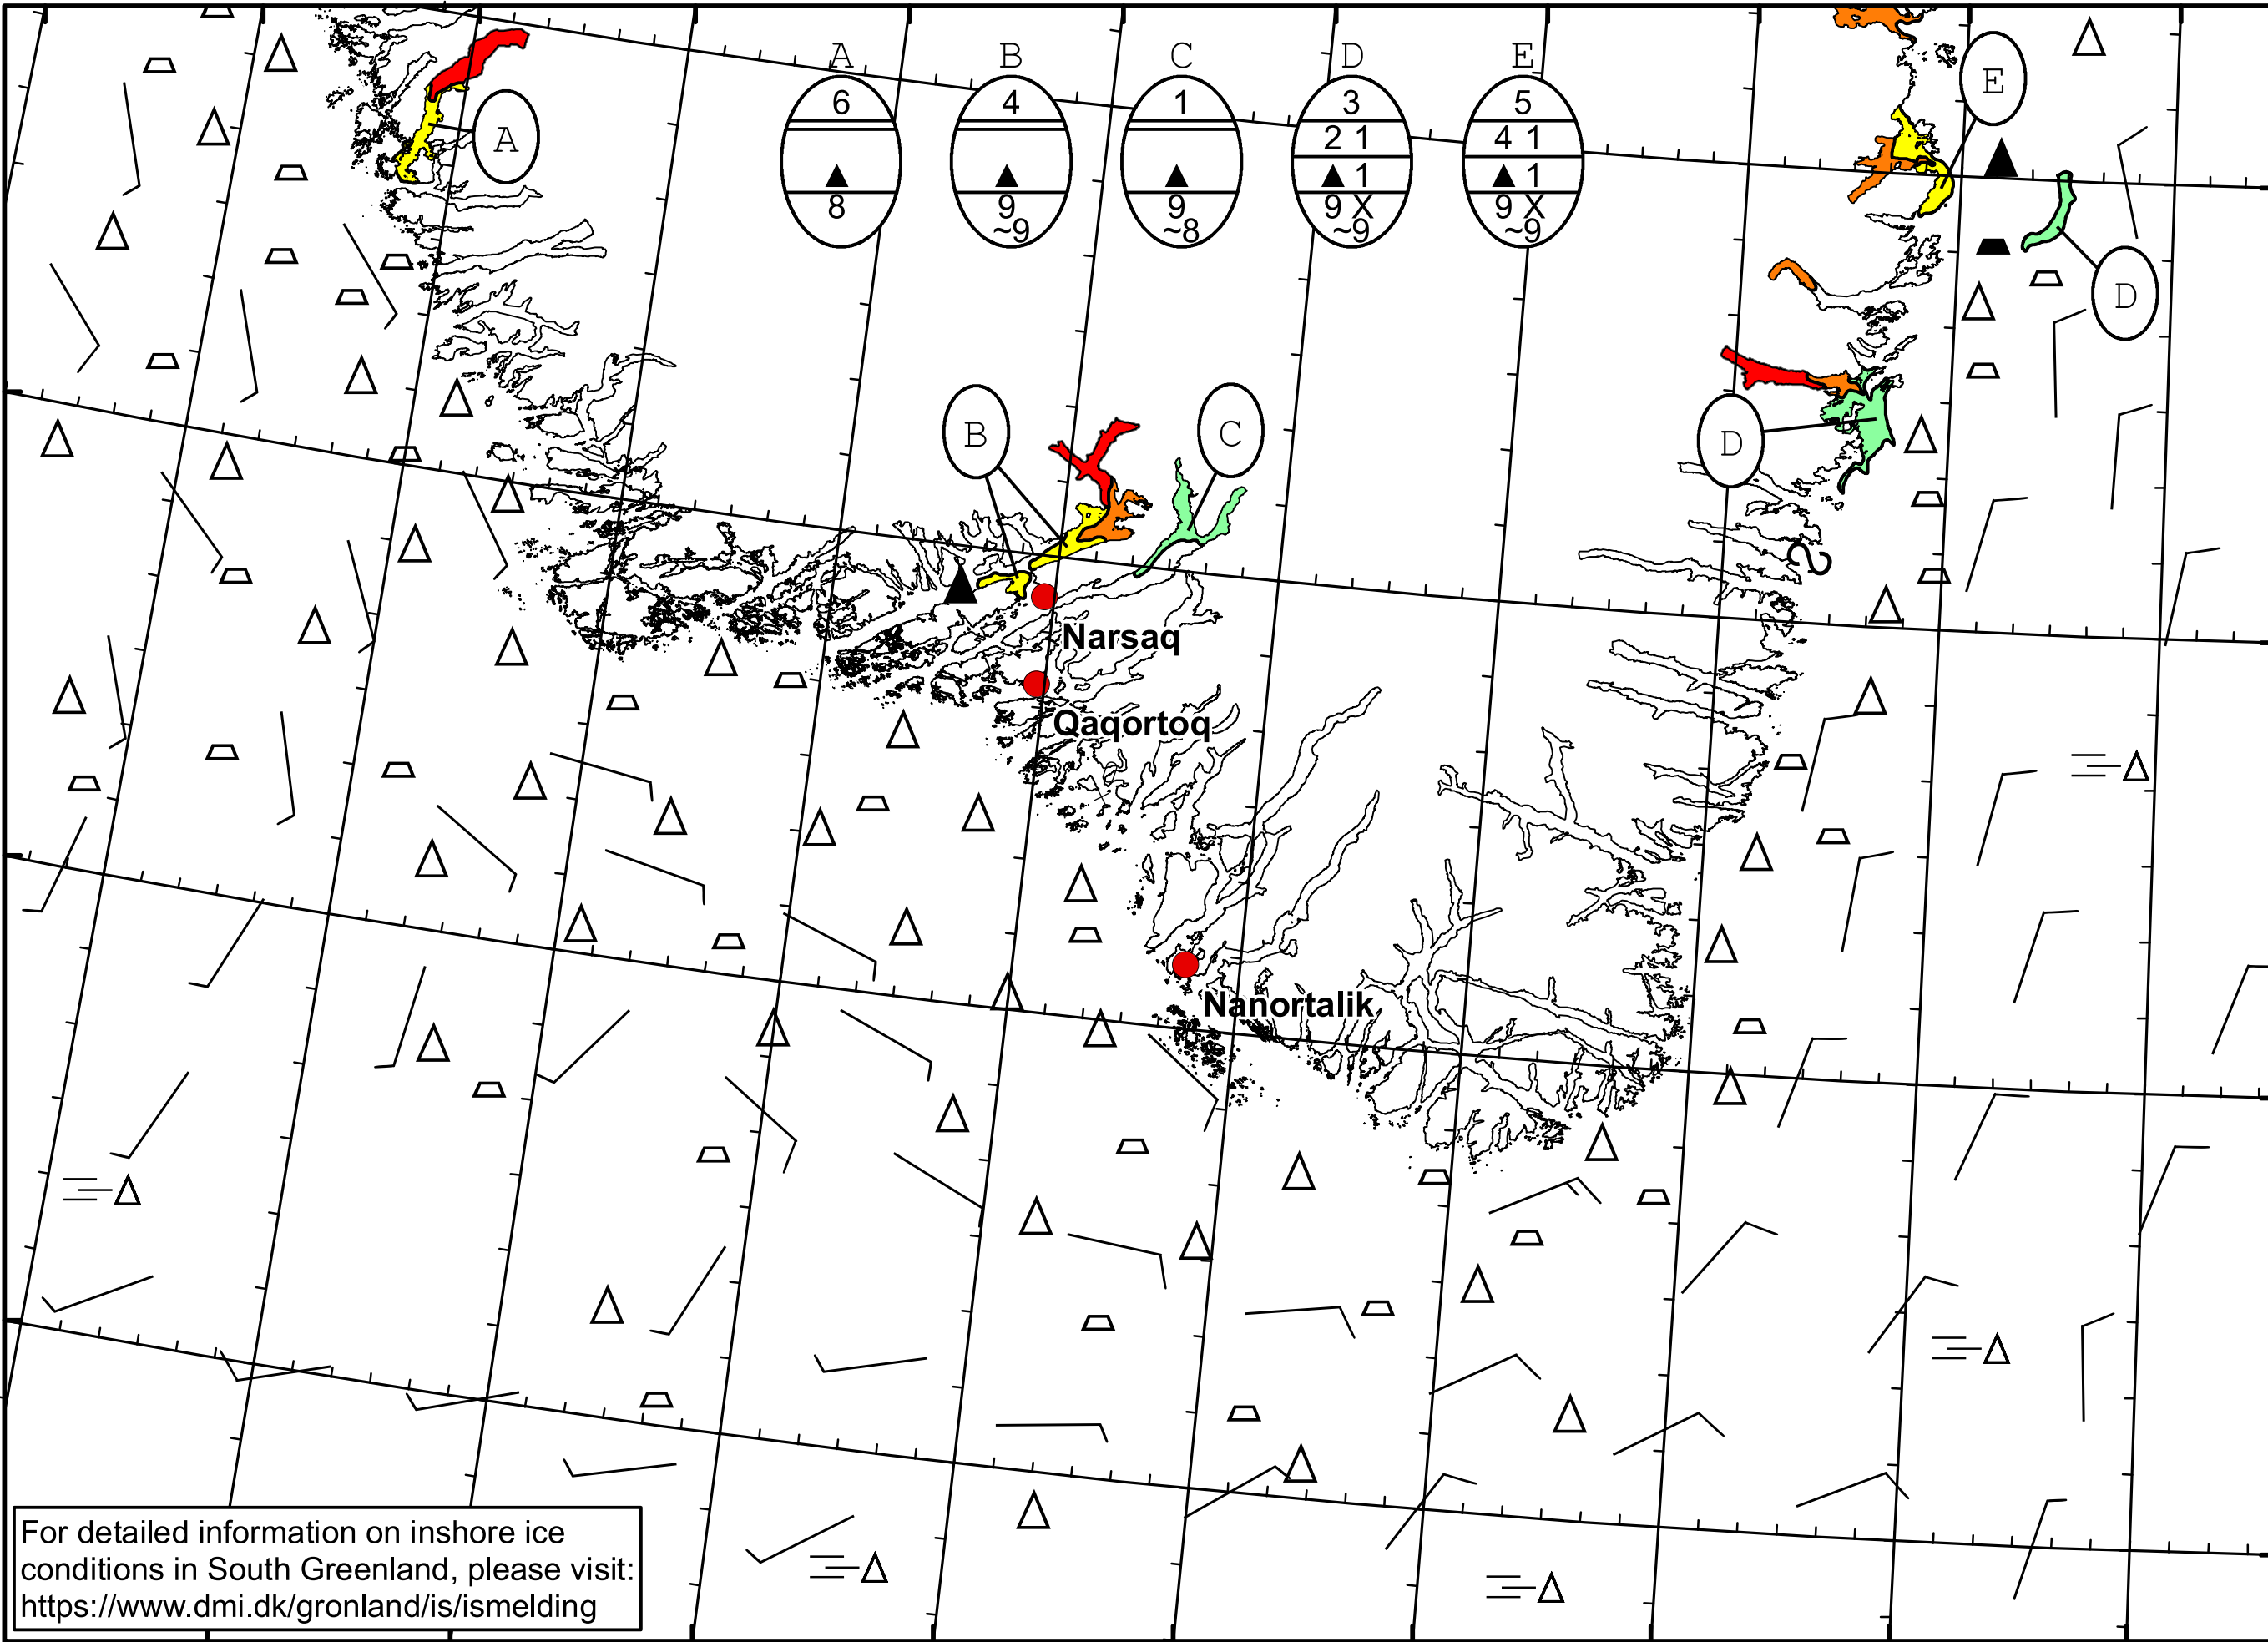 A B C D E
6 4 1 3 5
2 1 4 1
▲ ▲ ▲ ▲ 1 ▲ 1
8 9 9 9 X 9 X
~9 ~8 ~9 ~9
E
A
D
B
C
D
Narsaq
Qaqortoq
Nanortalik
For detailed information on inshore ice
conditions in South Greenland, please visit:
https://www.dmi.dk/gronland/is/ismelding